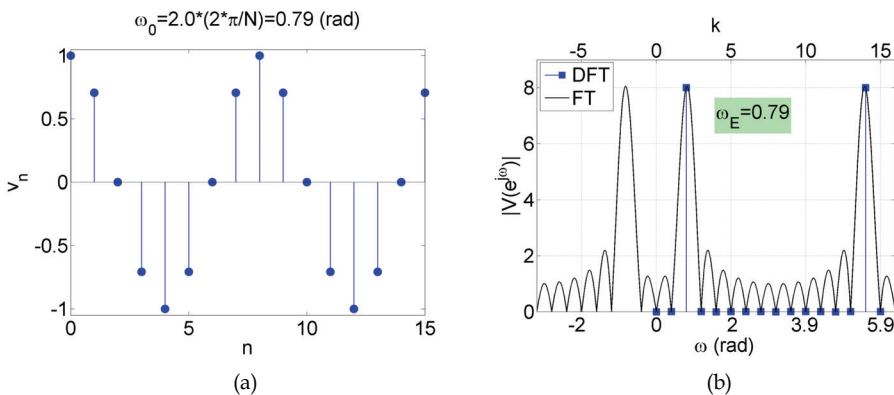 ω0=2.0*(2*π/N)=0.79 (rad)
1
0.5
0
-0.5
-1
vn
0
5
10
15
n
(a)
k
-5
0
5
10
15
DFT
FT
ωE=0.79
8
6
4
2
0
|V(e^jω)|
-2
0
2
3.9
5.9
ω (rad)
(b)